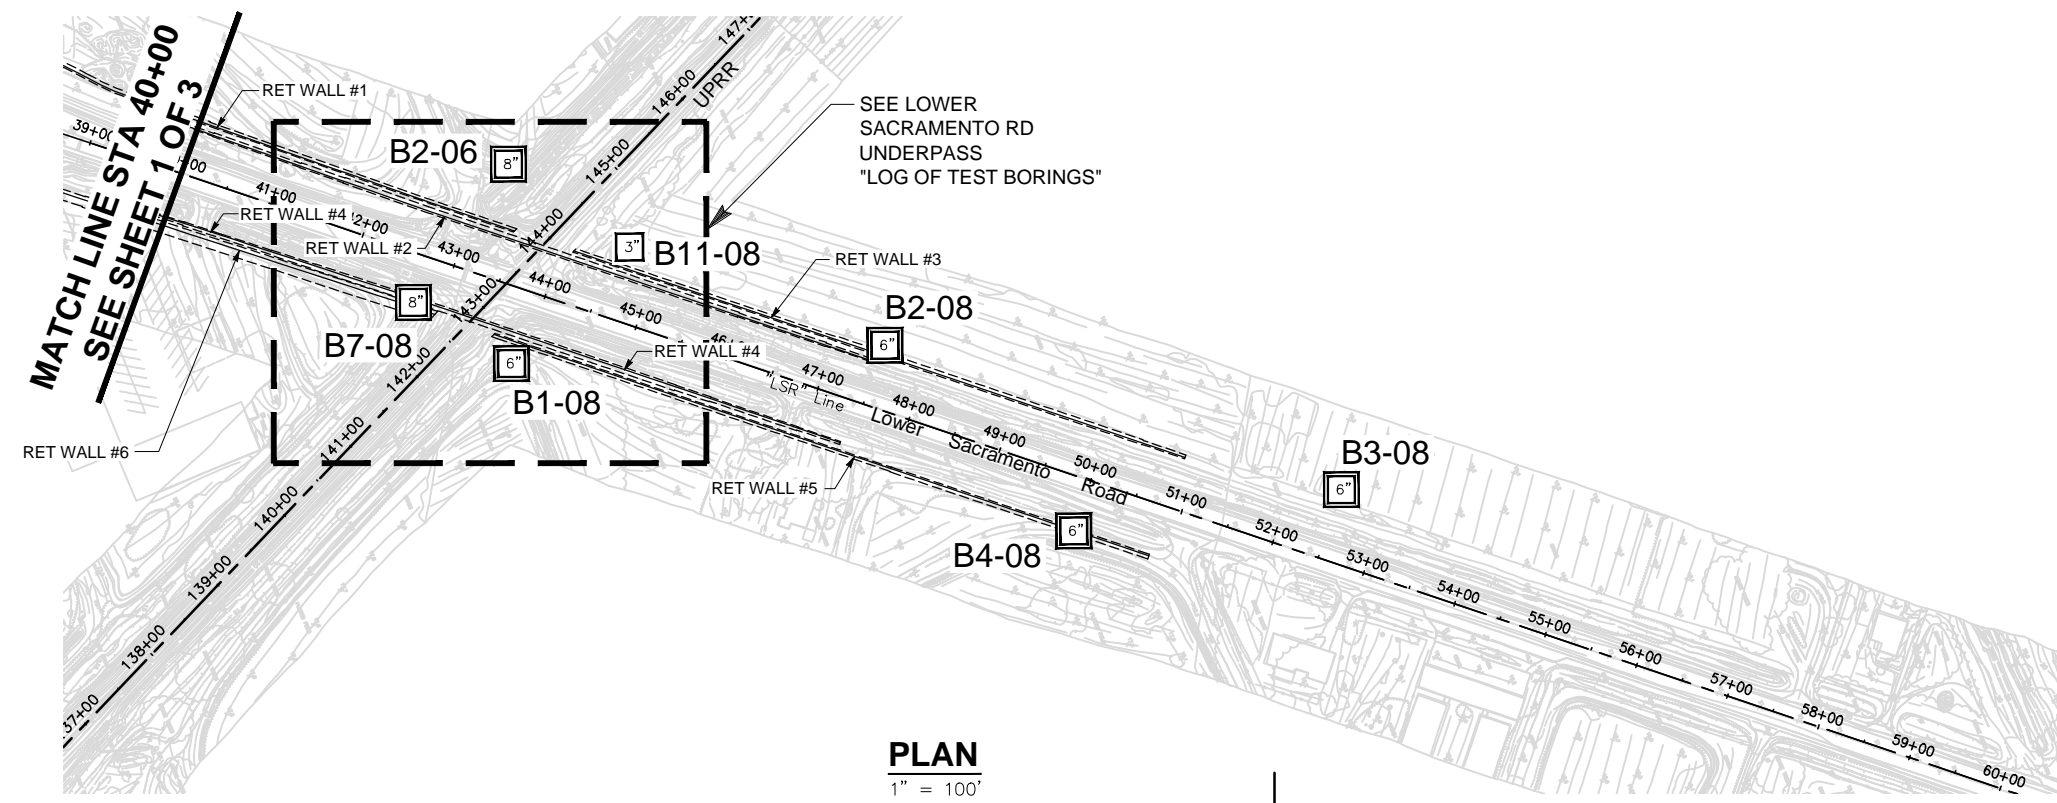 MATCH LINE STA 40+00
SEE SHEET 1 OF 3
RET WALL #1
B2-06
8"
147+
146+00
UPRR
145+00
144+00
143+00
142+00
141+00
140+00
139+00
138+00
137+00
SEE LOWER
SACRAMENTO RD
UNDERPASS
"LOG OF TEST BORINGS"
39+00
00
41+00
2+00
43+00
44+00
45+00
46+
47+00
48+00
49+00
50+00
51+00
52+00
53+00
54+00
55+00
56+00
57+00
58+00
59+00
60+00
RET WALL #4
RET WALL #2
3"
B11-08
RET WALL #3
8"
B7-08
B2-08
6"
6"
B1-08
RET WALL #4
"LSR" Line
Lower Sacramento Road
RET WALL #6
RET WALL #5
B3-08
6"
6"
B4-08
PLAN
1" = 100'